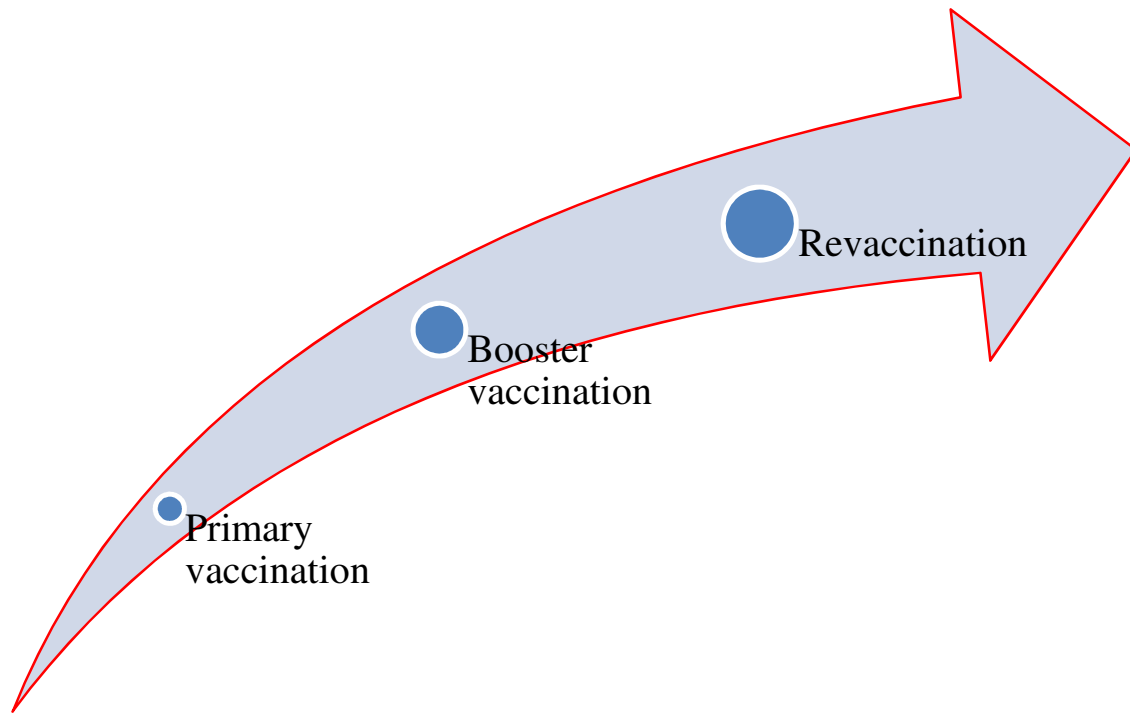 Revaccination
Booster
vaccination
Primary
vaccination